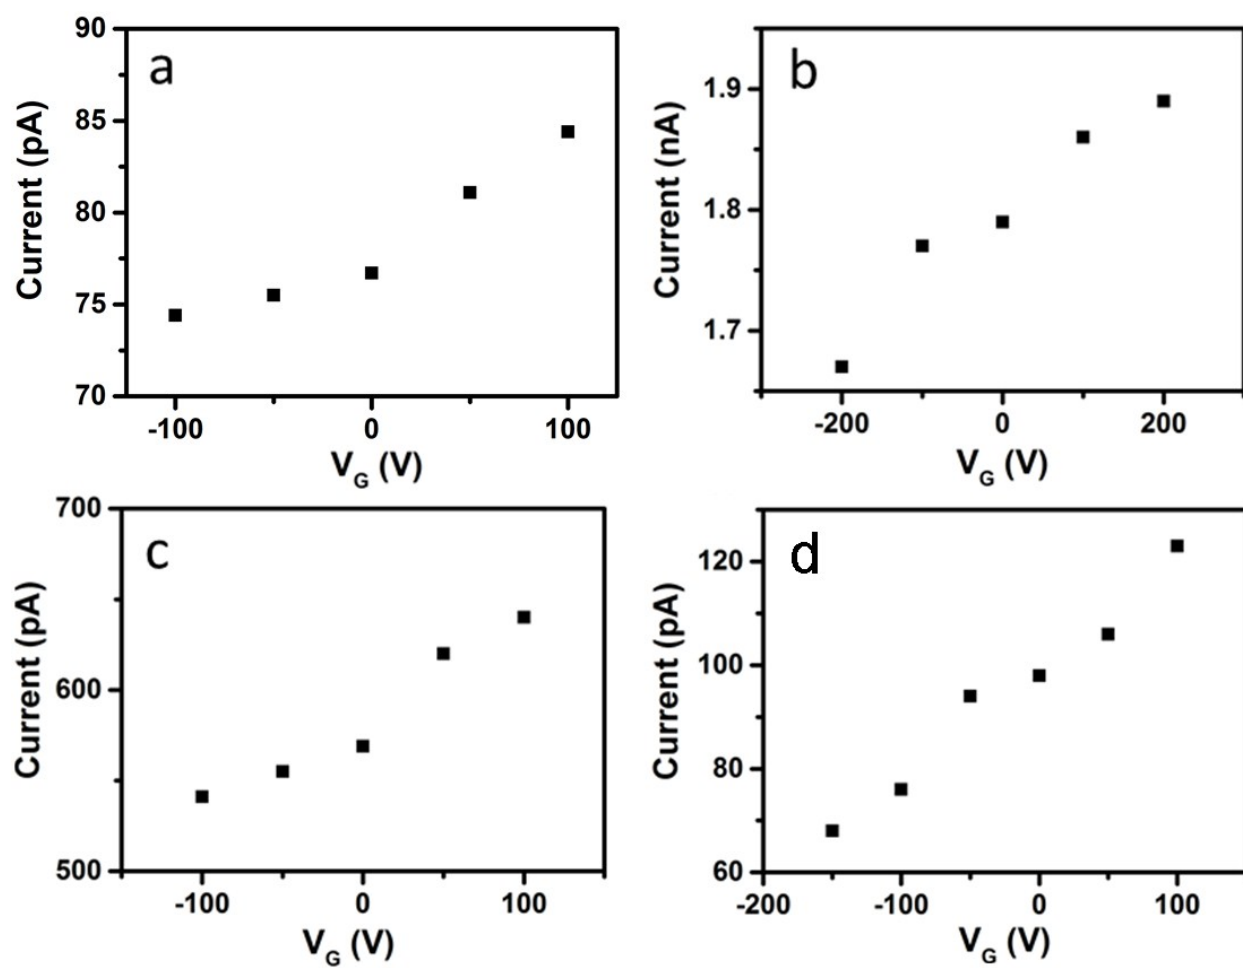 a
Current (pA)
90
85
80
75
70
-100 0 100
V_G (V)
b
Current (nA)
1.9
1.8
1.7
-200 0 200
V_G (V)
c
Current (pA)
700
600
500
-100 0 100
V_G (V)
d
Current (pA)
120
100
80
60
-200 -100 0 100
V_G (V)